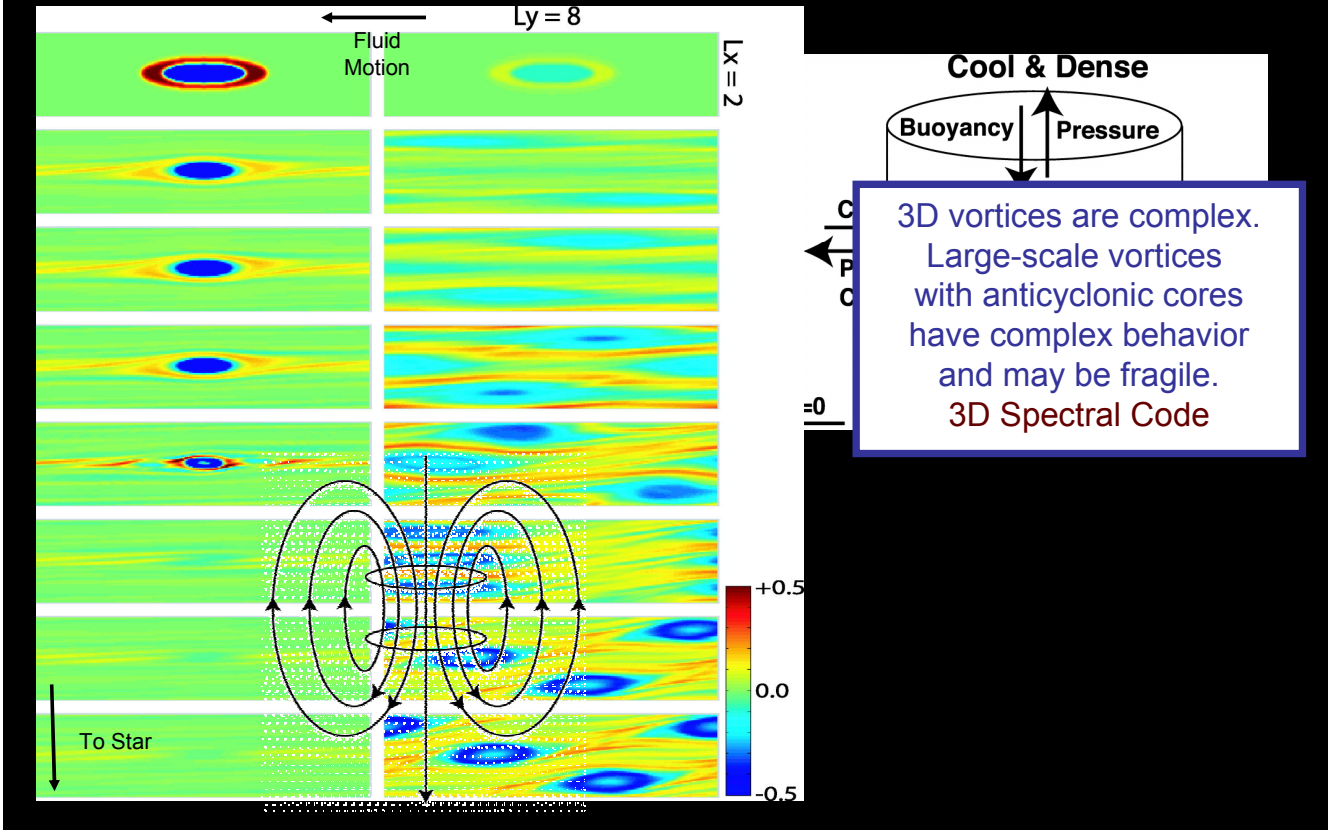 Ly = 8
Fluid
Motion
Lx = 2
Cool & Dense
Buoyancy
Pressure
C
P
C
=0
3D vortices are complex.
Large-scale vortices
with anticyclonic cores
have complex behavior
and may be fragile.
3D Spectral Code
+0.5
0.0
-0.5
To Star